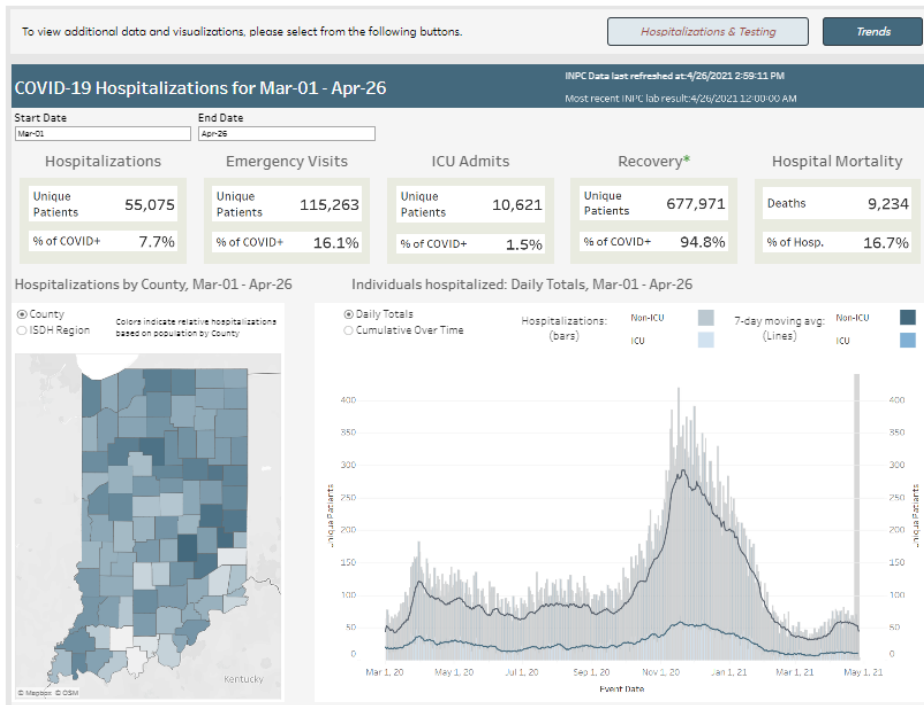 To view additional data and visualizations, please select from the following buttons.
Hospitalizations & Testing
Trends
COVID-19 Hospitalizations for Mar-01 - Apr-26
INPC Data last refreshed at:4/26/2021 2:59:11 PM
Most recent INPC lab result:4/26/2021 12:00:00 AM
Start Date
End Date
Mar-01
Apr-26
Hospitalizations
Emergency Visits
ICU Admits
Recovery*
Hospital Mortality
Unique
Patients
55,075
% of COVID+
7.7%
Unique
Patients
115,263
% of COVID+
16.1%
Unique
Patients
10,621
% of COVID+
1.5%
Unique
Patients
677,971
% of COVID+
94.8%
Deaths
9,234
% of Hosp.
16.7%
Hospitalizations by County, Mar-01 - Apr-26
Individuals hospitalized: Daily Totals, Mar-01 - Apr-26
County
ISDH Region
Colors indicate relative hospitalizations
based on population by County
Kentucky
© Mapbox © OSM
Daily Totals
Cumulative Over Time
Hospitalizations:
(bars)
Non-ICU
ICU
7-day moving avg:
(Lines)
Non-ICU
ICU
400
350
300
250
200
150
100
50
0
Unique Patients
400
350
300
250
200
150
100
50
0
Unique Patients
Mar 1, 20
May 1, 20
Jul 1, 20
Sep 1, 20
Nov 1, 20
Jan 1, 21
Mar 1, 21
May 1, 21
Event Date